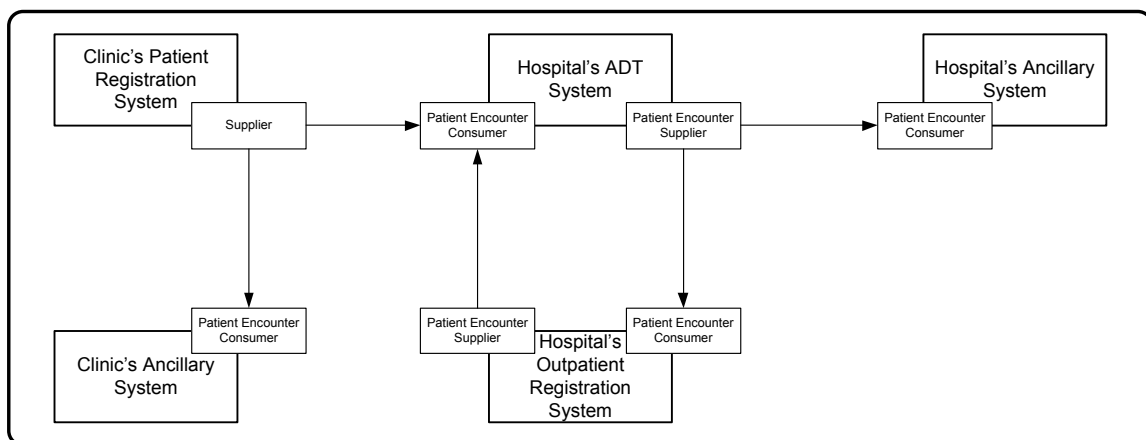 Clinic's Patient
Registration
System
Supplier
Hospital's ADT
System
Patient Encounter
Consumer
Patient Encounter
Supplier
Hospital's Ancillary
System
Patient Encounter
Consumer
Patient Encounter
Consumer
Clinic's Ancillary
System
Patient Encounter
Supplier
Patient Encounter
Consumer
Hospital's
Outpatient
Registration
System